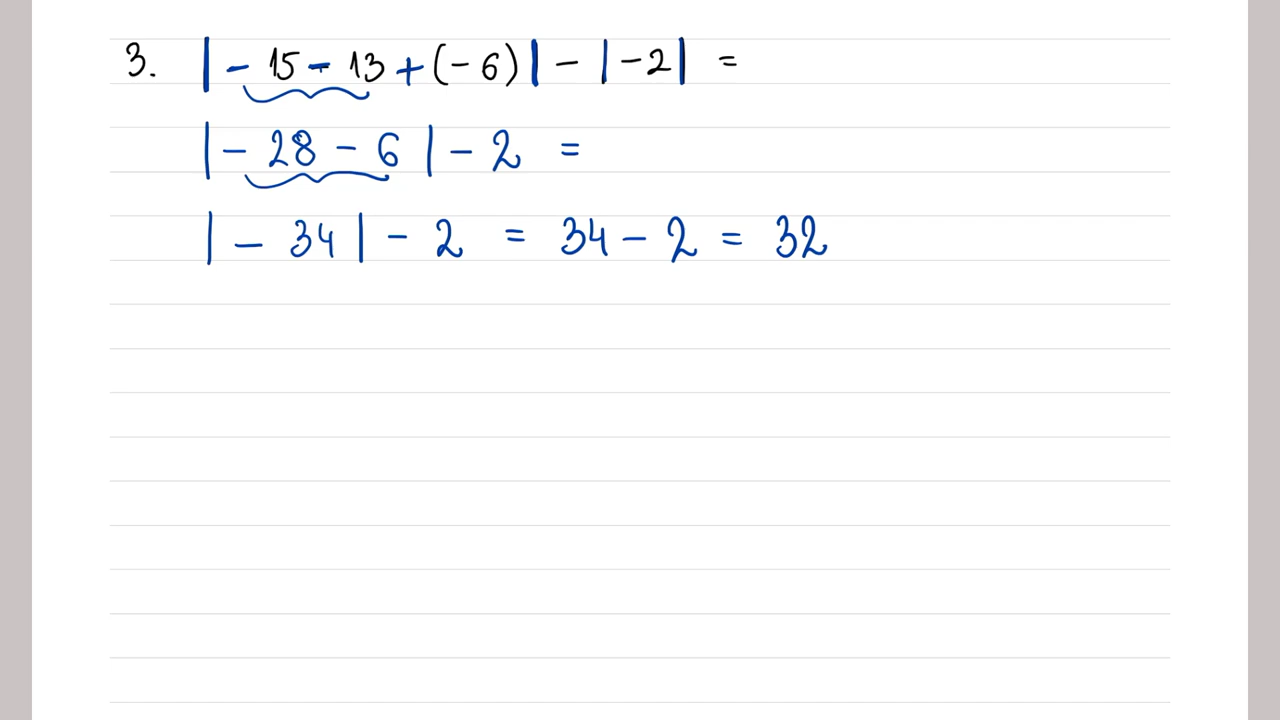 3. |- 15 - 13 + (-6)| - |-2| =
|- 28 - 6| - 2 =
|- 34| - 2 = 34 - 2 = 32